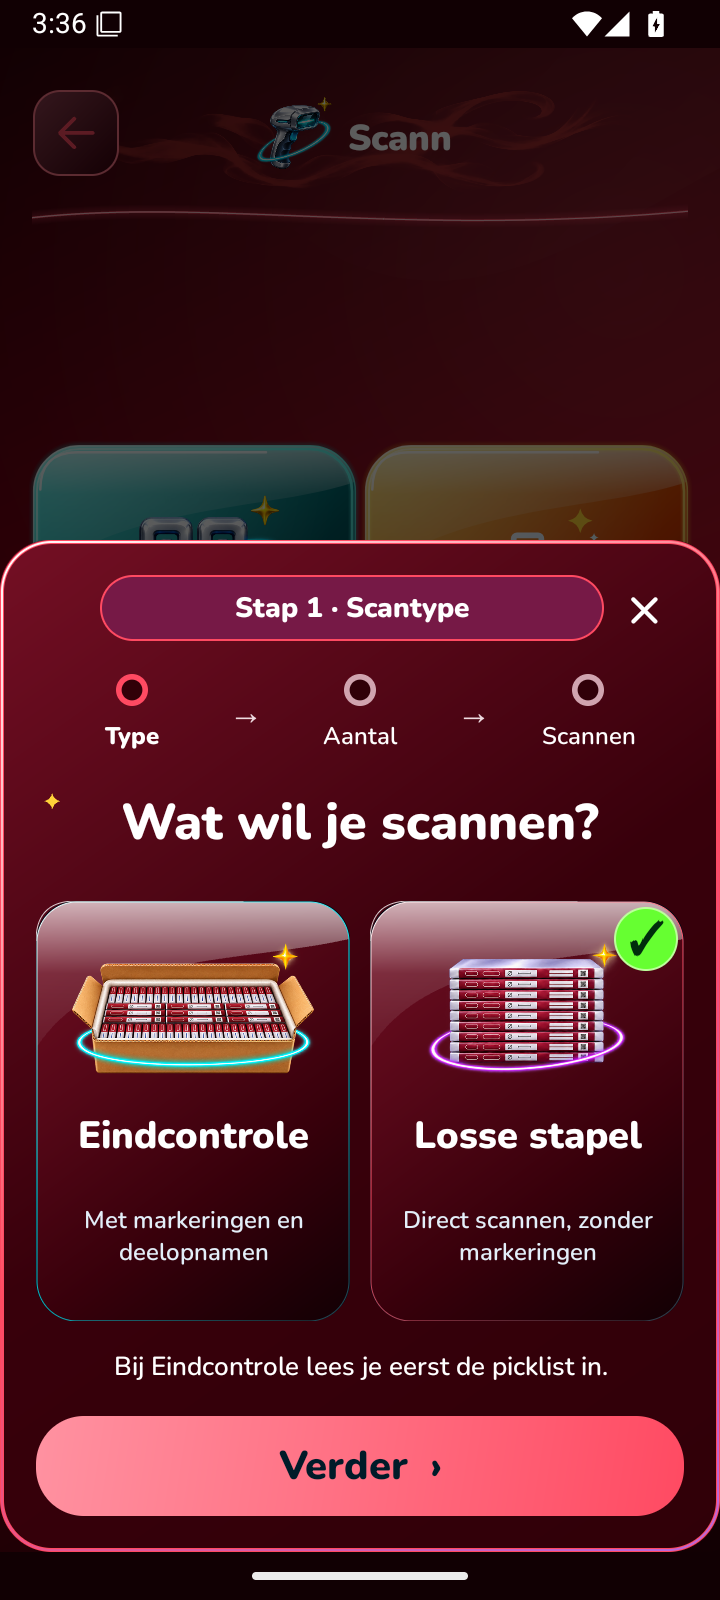 3:36
Scann
Stap 1 · Scantype
Type
→
Aantal
→
Scannen
Wat wil je scannen?
Eindcontrole
Met markeringen en
deelopnamen
Losse stapel
Direct scannen, zonder
markeringen
Bij Eindcontrole lees je eerst de picklist in.
Verder ›